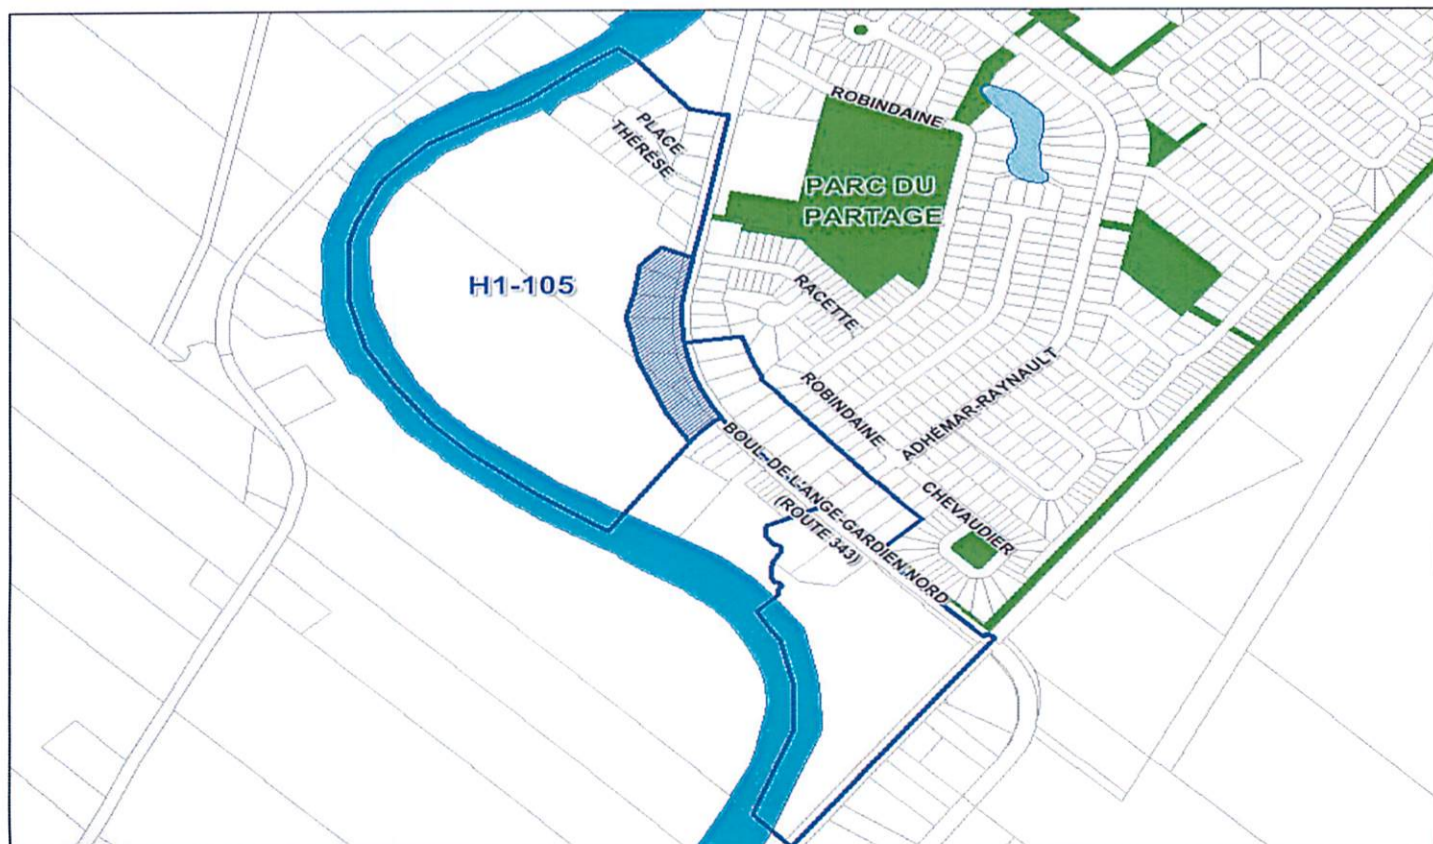 ROBINDAINE
PLACE
THÉRÈSE
PARC DU
PARTAGE
H1-105
RACETTE
ROBINDAINE
ADHÉMAR-RAYNAULT
BOUL-DE-L'ANGE-GARDIEN NORD
(ROUTE 343)
CHEVAUDIER